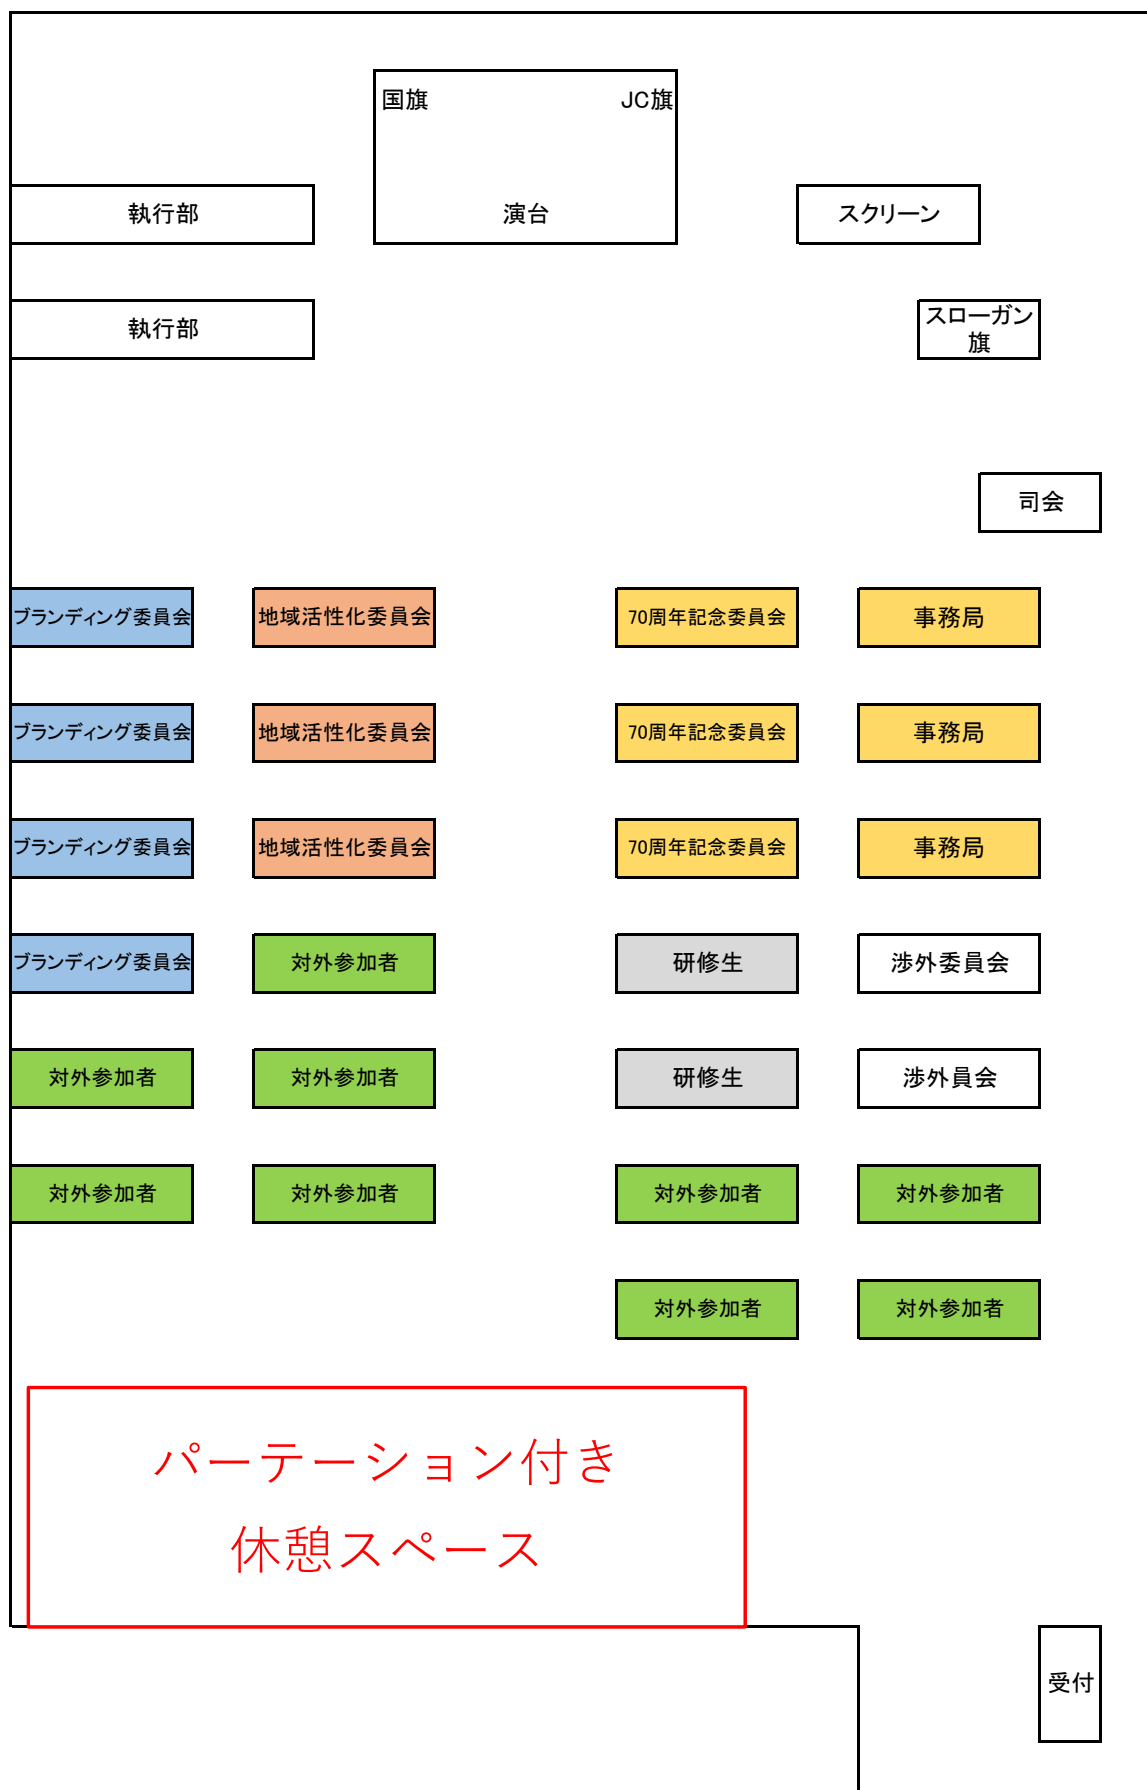 国旗
JC旗
執行部
演台
スクリーン
執行部
スローガン
旗
司会
ブランディング委員会
地域活性化委員会
70周年記念委員会
事務局
ブランディング委員会
地域活性化委員会
70周年記念委員会
事務局
ブランディング委員会
地域活性化委員会
70周年記念委員会
事務局
ブランディング委員会
対外参加者
研修生
渉外委員会
対外参加者
対外参加者
研修生
渉外員会
対外参加者
対外参加者
対外参加者
対外参加者
対外参加者
対外参加者
パーテーション付き
休憩スペース
受付